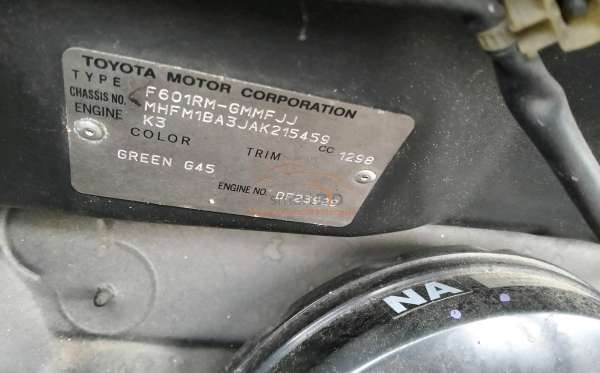 TOYOTA MOTOR CORPORATION
TYPE F601RM-GMMFJJ
CHASSIS NO. MHFM1BA3JAK215459
ENGINE K3 CC 1298
COLOR TRIM
GREEN G45
ENGINE NO. DF23929
NA